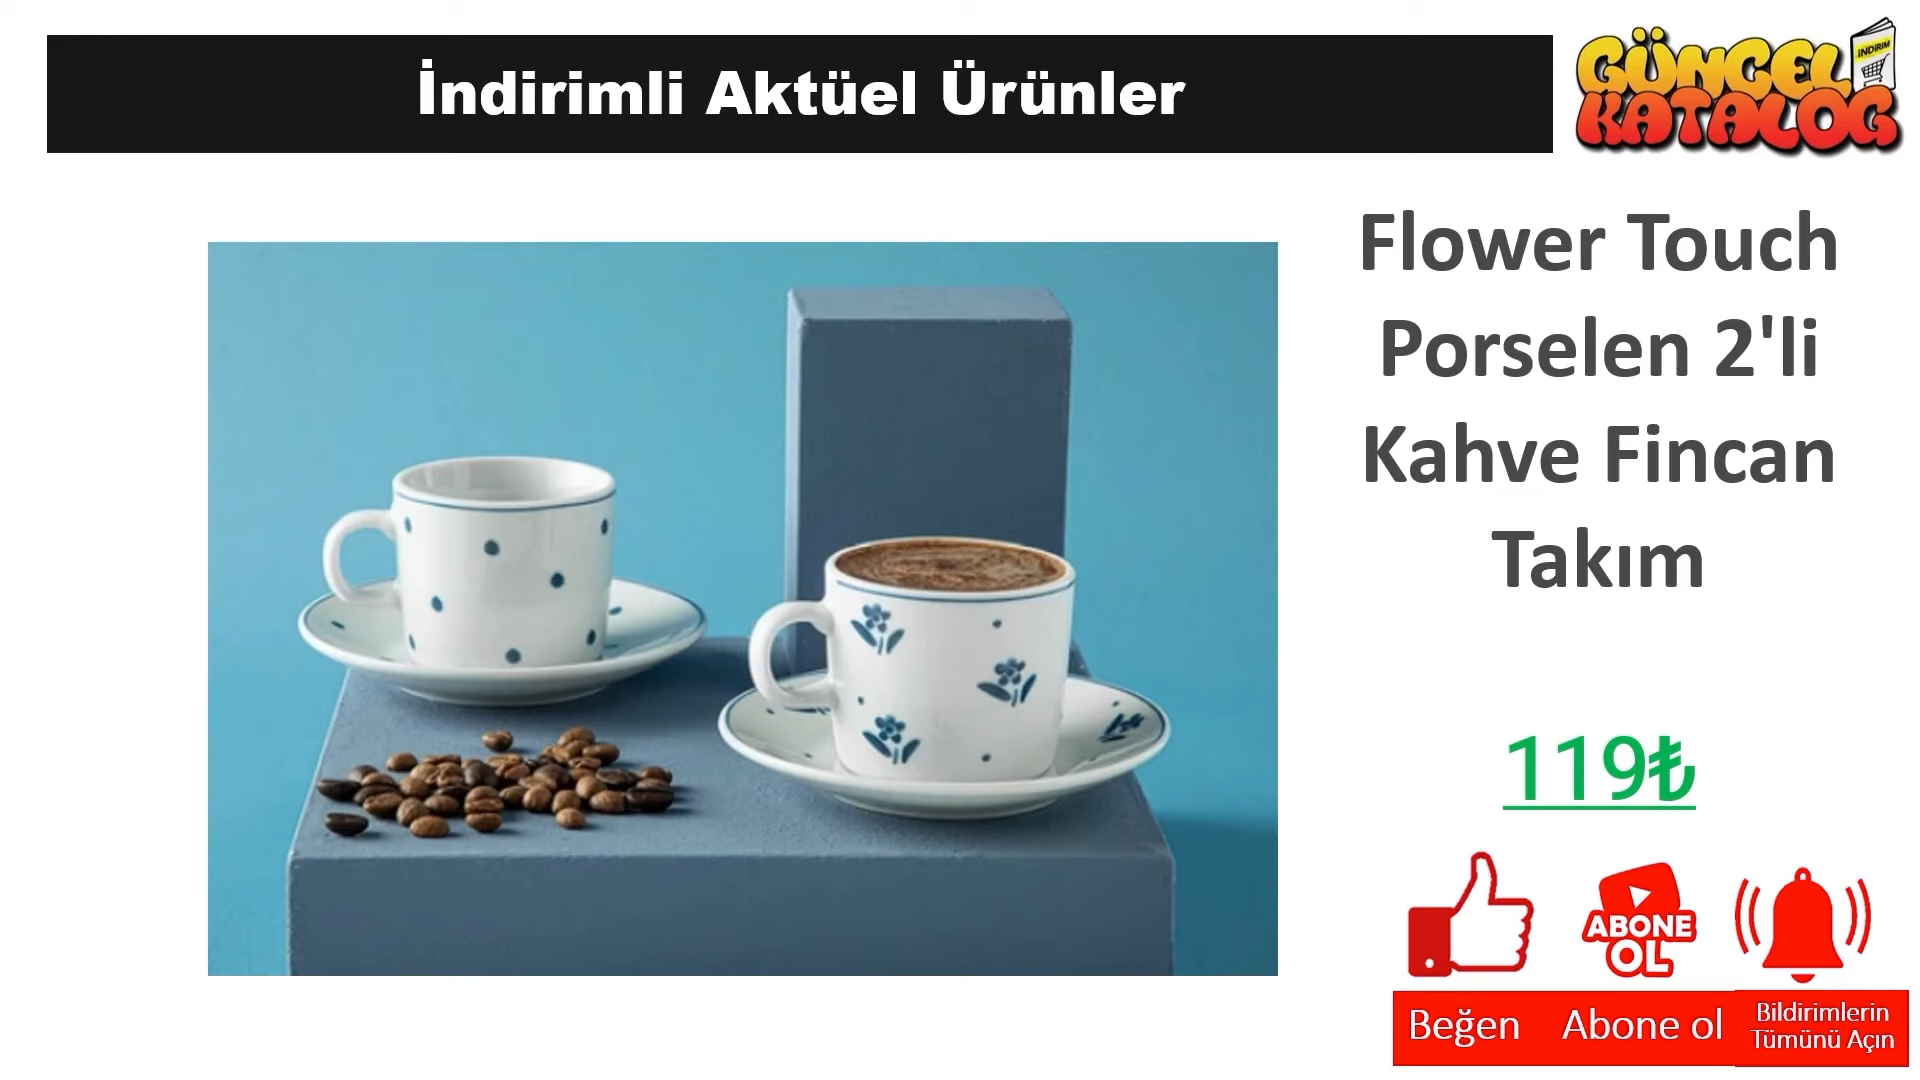 İndirimli Aktüel Ürünler
GÜNCEL
KATALOG
İNDİRİM
Flower Touch
Porselen 2'li
Kahve Fincan
Takım
119₺
ABONE
OL
Beğen
Abone ol
Bildirimlerin
Tümünü Açın